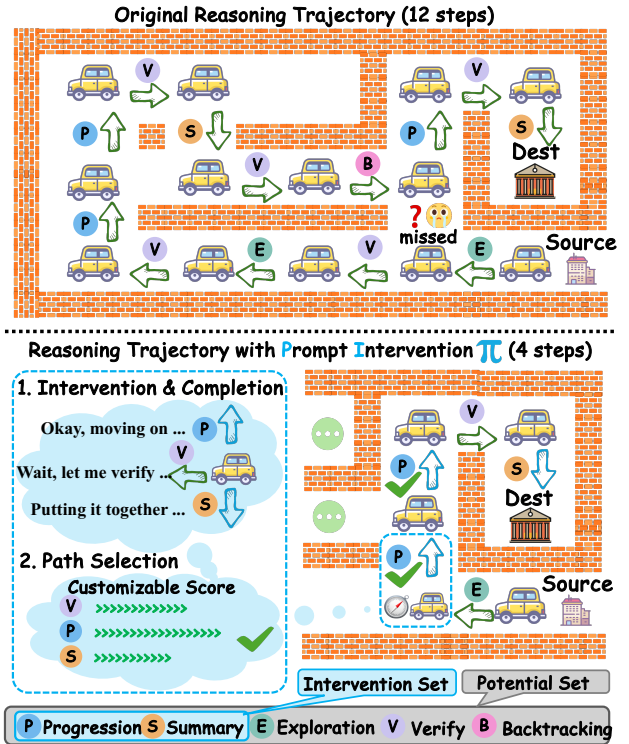 Original Reasoning Trajectory (12 steps)
V
V
P
S
P
S
Dest
V
B
P
?
missed
V
E
V
E
Source
Reasoning Trajectory with Prompt Intervention π (4 steps)
1. Intervention & Completion
Okay, moving on ... P
V
Wait, let me verify ...
Putting it together ... S
2. Path Selection
Customizable Score
V >>>>>>>>>>>>>
P >>>>>>>>>>>>>>>>>>
S >>>>>>>>>>>
V
P
S
Dest
P
E
Source
Intervention Set
Potential Set
P Progression S Summary E Exploration V Verify B Backtracking